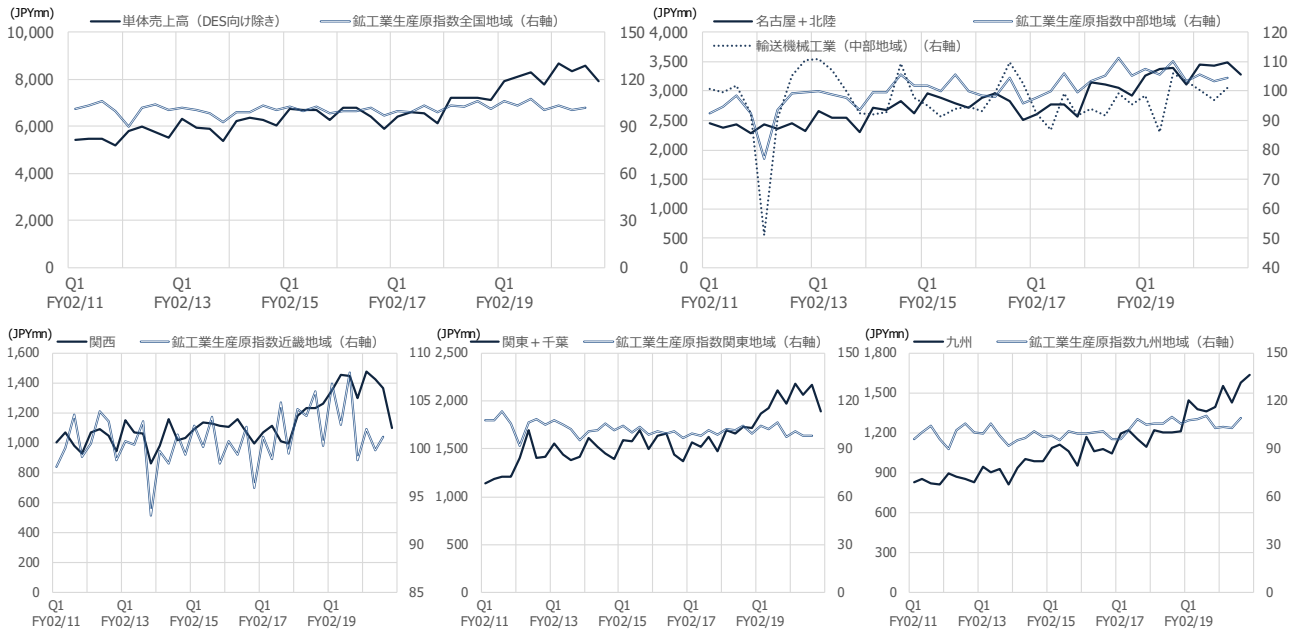 (JPYmn)
単体売上高（DES向け除き）
鉱工業生産原指数全国地域（右軸）
10,000
8,000
6,000
4,000
2,000
0
150
120
90
60
30
0
Q1 Q1 Q1 Q1 Q1
FY02/11 FY02/13 FY02/15 FY02/17 FY02/19
(JPYmn)
名古屋＋北陸
鉱工業生産原指数中部地域（右軸）
輸送機械工業（中部地域）（右軸）
4,000
3,500
3,000
2,500
2,000
1,500
1,000
500
0
120
110
100
90
80
70
60
50
40
Q1 Q1 Q1 Q1 Q1
FY02/11 FY02/13 FY02/15 FY02/17 FY02/19
(JPYmn)
関西
鉱工業生産原指数近畿地域（右軸）
1,600
1,400
1,200
1,000
800
600
400
200
0
110
105
100
95
90
85
Q1 Q1 Q1 Q1 Q1
FY02/11 FY02/13 FY02/15 FY02/17 FY02/19
(JPYmn)
関東＋千葉
鉱工業生産原指数関東地域（右軸）
2,500
2,000
1,500
1,000
500
0
150
120
90
60
30
0
Q1 Q1 Q1 Q1 Q1
FY02/11 FY02/13 FY02/15 FY02/17 FY02/19
(JPYmn)
九州
鉱工業生産原指数九州地域（右軸）
1,800
1,500
1,200
900
600
300
0
150
120
90
60
30
0
Q1 Q1 Q1 Q1 Q1
FY02/11 FY02/13 FY02/15 FY02/17 FY02/19